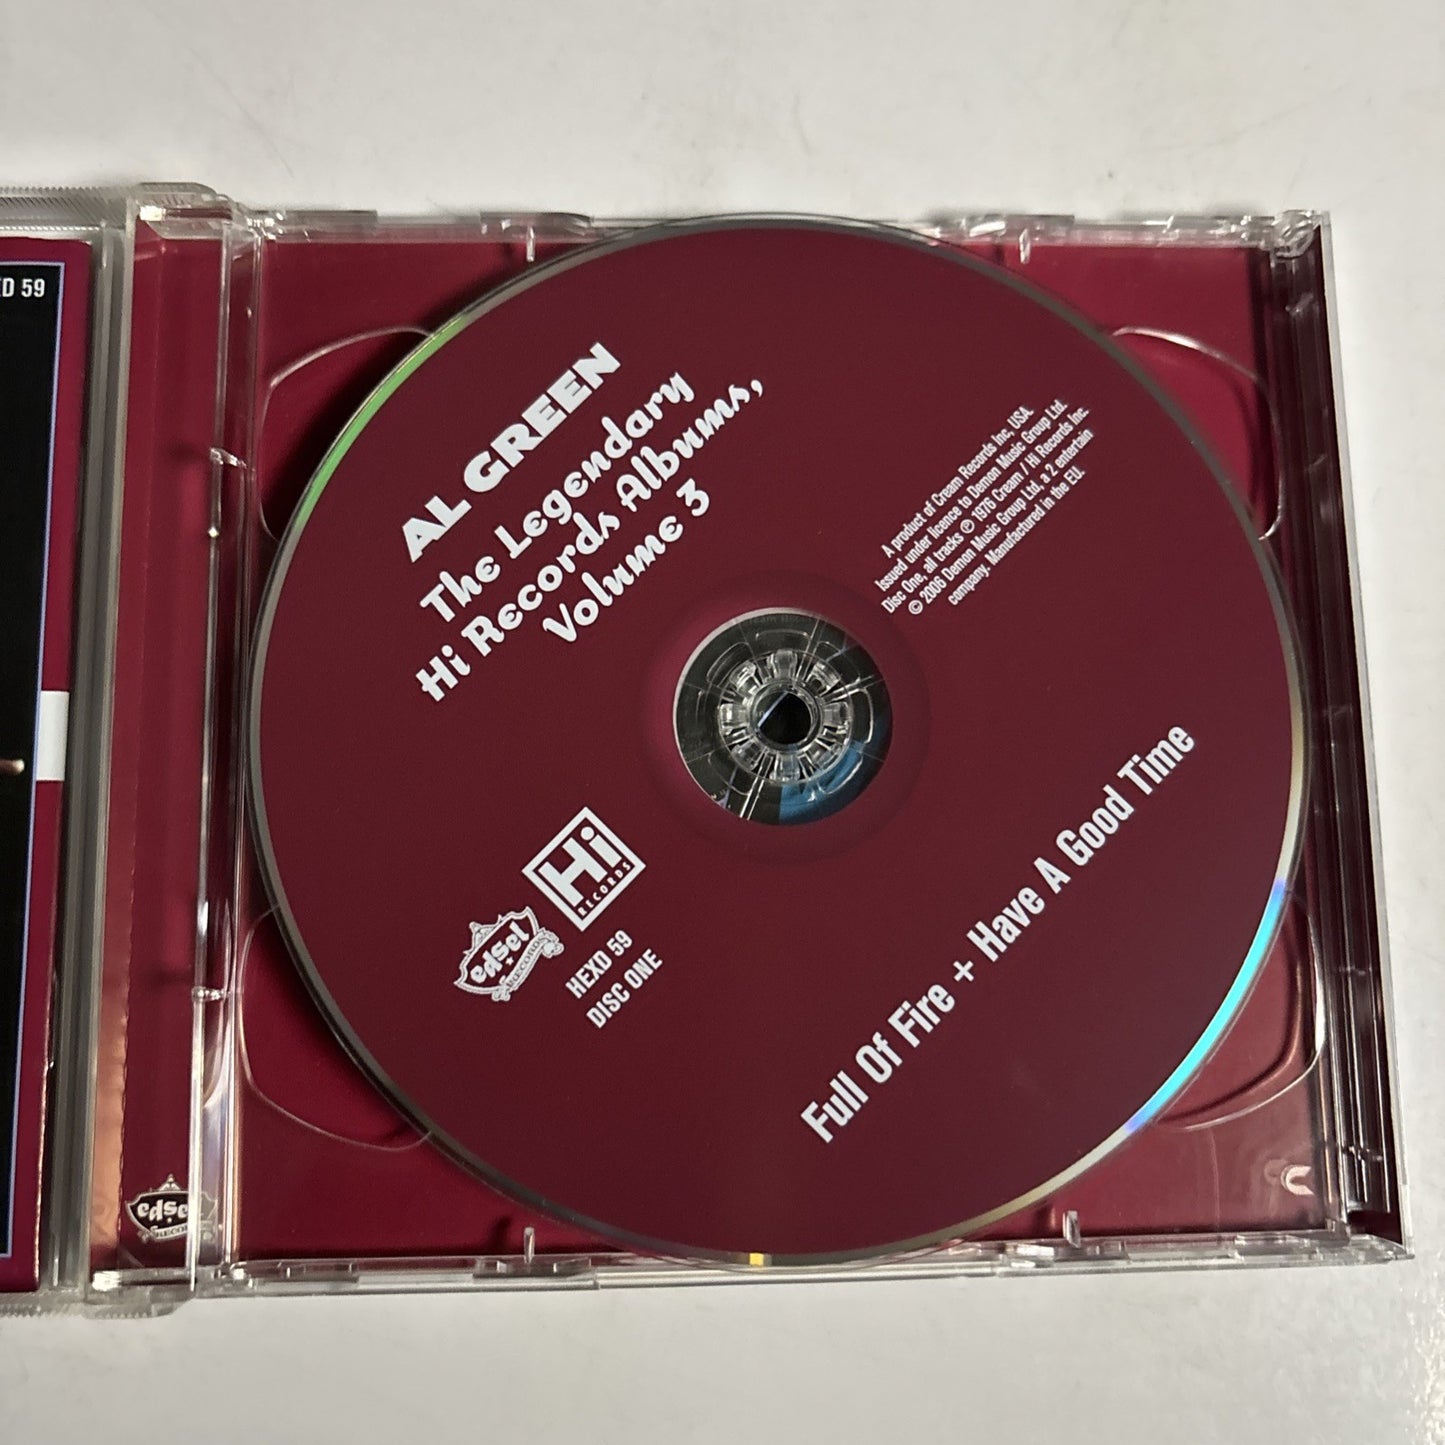 D 59
AL GREEN
The Legendary
Hi Records Albums,
Volume 3
A product of Cream Records Inc, USA.
Issued under licence to Demon Music Group Ltd.
Disc One, all tracks ℗ 1976 Cream / Hi Records Inc.
© 2006 Demon Music Group Ltd, a 2 entertain
company. Manufactured in the EU.
Hi
RECORDS
edsel
RECORDS
HEXD 59
DISC ONE
Full Of Fire + Have A Good Time
edsel
RECORDS